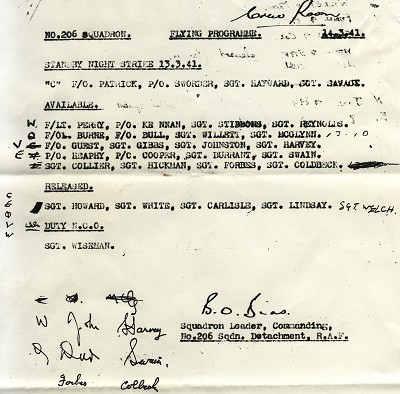 Crew Room
NO.206 SQUADRON. FLYING PROGRAMME. 14.3.41.
STANDBY NIGHT STRIKE 13.3.41.
"C" F/O. PATRICK, P/O. SWORDER, SGT. HAYWARD, SGT. SAVAGE.
AVAILABLE.
W. F/LT. PERRY, P/O. KENNAN, SGT. STIBBONS, SGT. REYNOLDS.
F/O. BURNE, F/O. BULL, SGT. WILLETT, SGT. MCGLYNN.
V F/O. GUEST, SGT. GIBBS, SGT. JOHNSTON, SGT. HARVEY.
E P/O. HEAPHY, P/C. COOPER, SGT. DURRANT, SGT. SWAIN.
SGT. COLLIER, SGT. HICKMAN, SGT. FORBES, SGT. COLDBECK.
RELEASED.
SGT. HOWARD, SGT. WHITE, SGT. CARLISLE, SGT. LINDSAY. SGT WELCH.
DUTY N.C.O.
SGT. WISEMAN.
W John Harvey
Swain
Forbes Colbeck
Squadron Leader, Commanding,
No.206 Sqdn. Detachment, R.A.F.